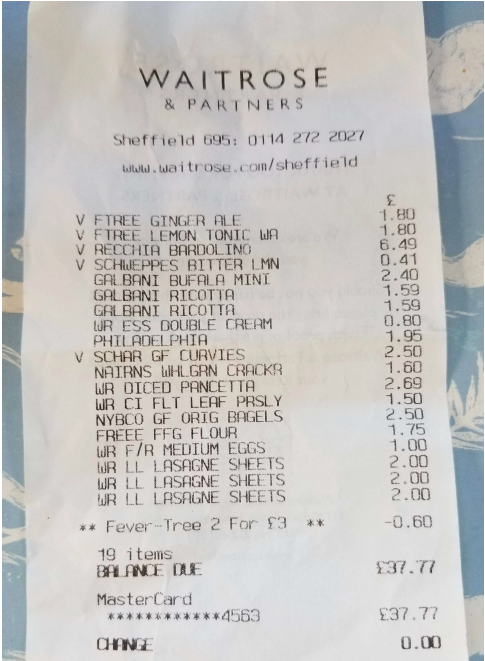 WAITROSE
& PARTNERS
Sheffield 695: 0114 272 2027
www.waitrose.com/sheffield
£
V FTREE GINGER ALE 1.80
V FTREE LEMON TONIC WA 1.80
V RECCHIA BARDOLINO 6.49
V SCHWEPPES BITTER LMN 0.41
GALBANI BUFALA MINI 2.40
GALBANI RICOTTA 1.59
GALBANI RICOTTA 1.59
WR ESS DOUBLE CREAM 0.80
PHILADELPHIA 1.95
V SCHAR GF CURVIES 2.50
NAIRNS WHLGRN CRACKR 1.60
WR DICED PANCETTA 2.69
WR CI FLT LEAF PRSLY 1.50
NYBCO GF ORIG BAGELS 2.50
FREEE FFG FLOUR 1.75
WR F/R MEDIUM EGGS 1.00
WR LL LASAGNE SHEETS 2.00
WR LL LASAGNE SHEETS 2.00
WR LL LASAGNE SHEETS 2.00
** Fever-Tree 2 For £3 ** -0.60
19 items
BALANCE DUE £37.77
MasterCard
************4563 £37.77
CHANGE 0.00